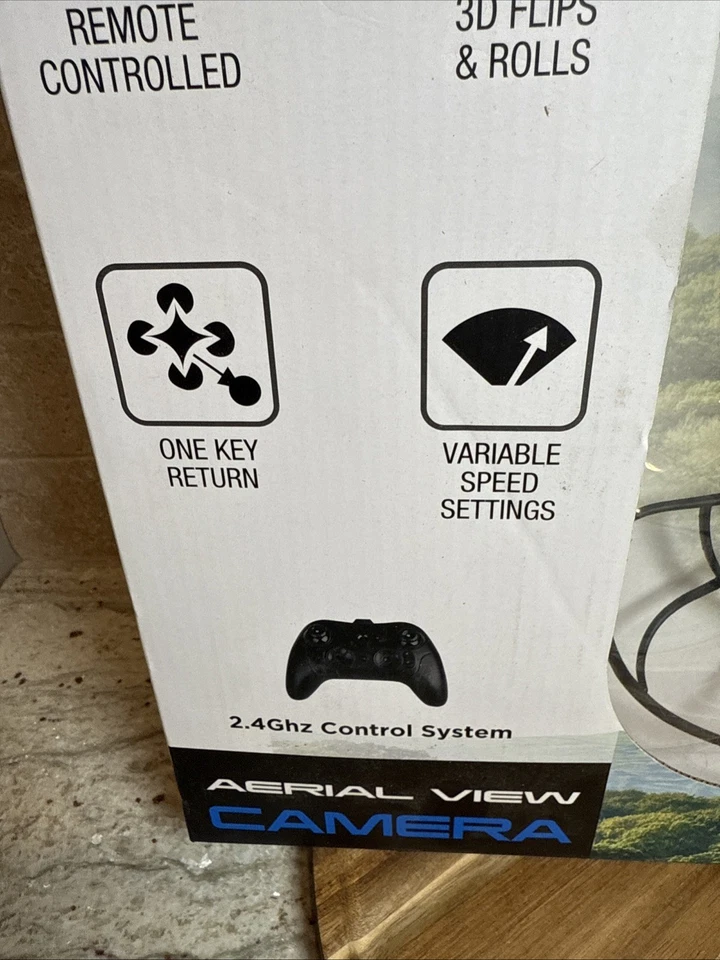 REMOTE
CONTROLLED
3D FLIPS
& ROLLS
ONE KEY
RETURN
VARIABLE
SPEED
SETTINGS
2.4Ghz Control System
AERIAL VIEW
CAMERA